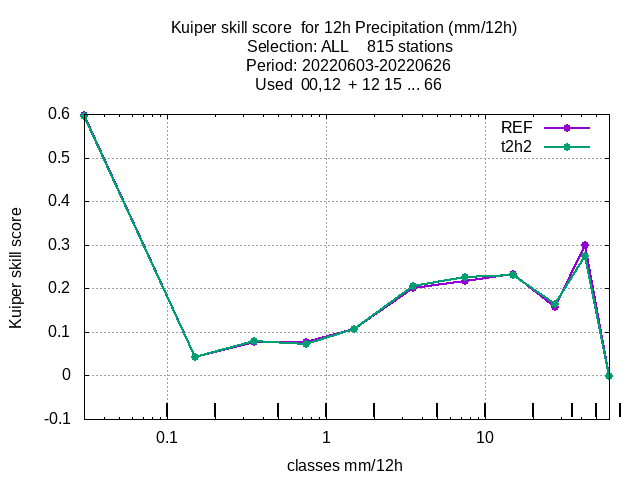 Kuiper skill score  for 12h Precipitation (mm/12h)
Selection: ALL    815 stations
Period: 20220603-20220626
Used  00,12  + 12 15 ... 66
REF
t2h2
0.6
0.5
0.4
0.3
0.2
0.1
0
-0.1
Kuiper skill score
0.1 1 10
classes mm/12h